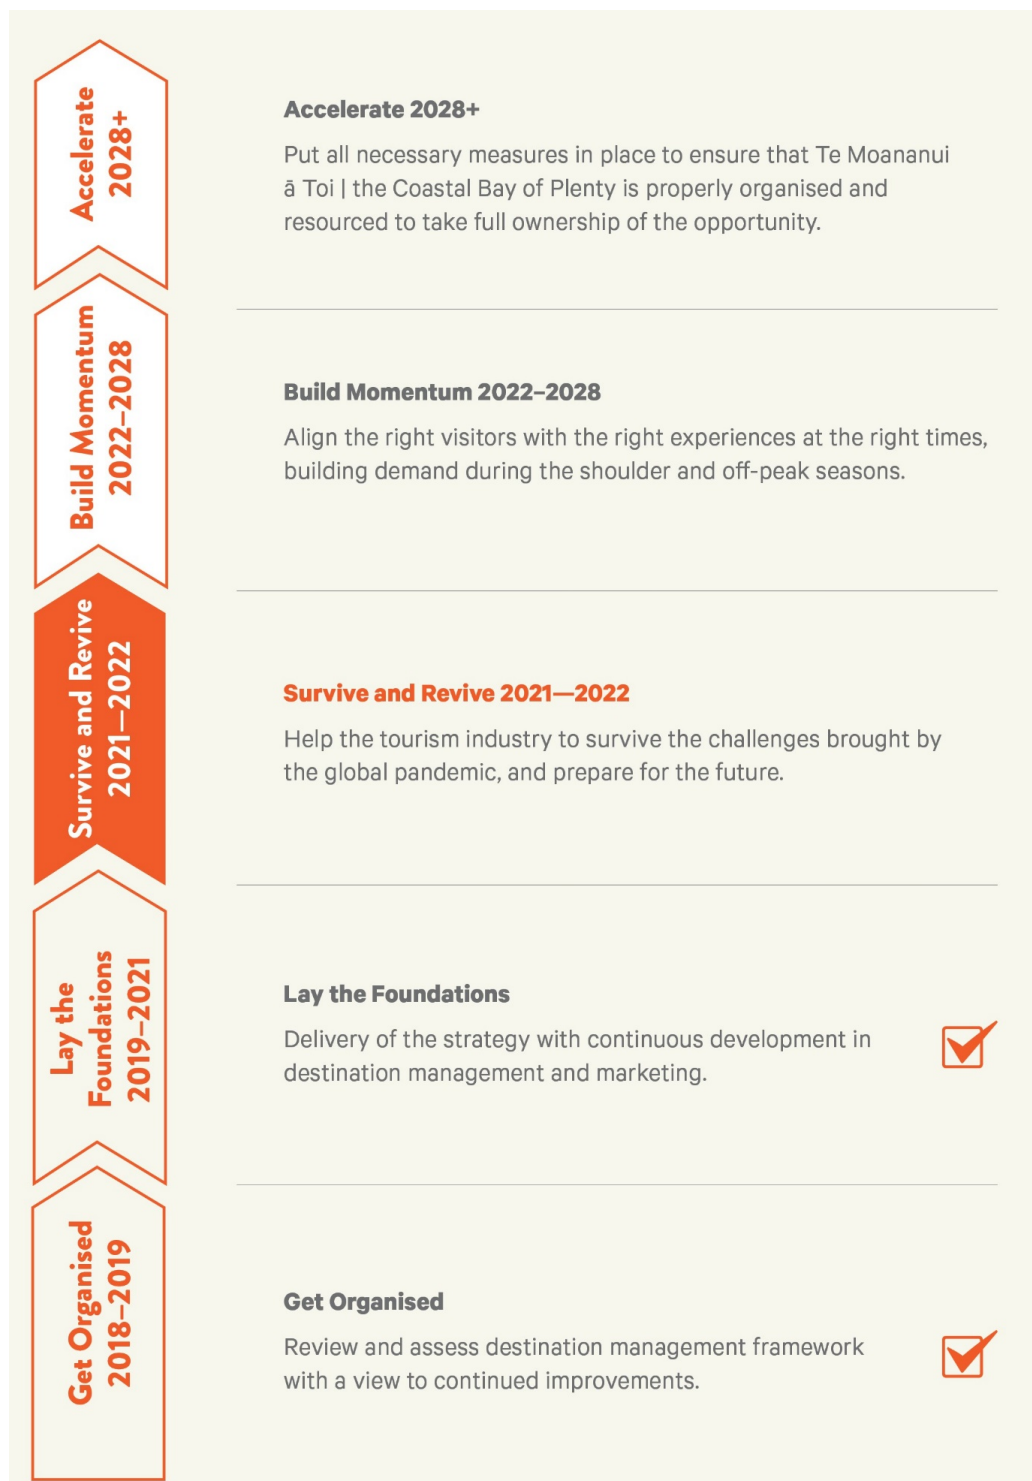 Accelerate
2028+
Accelerate 2028+
Put all necessary measures in place to ensure that Te Moananui
ā Toi | the Coastal Bay of Plenty is properly organised and
resourced to take full ownership of the opportunity.
Build Momentum
2022–2028
Build Momentum 2022–2028
Align the right visitors with the right experiences at the right times,
building demand during the shoulder and off-peak seasons.
Survive and Revive
2021—2022
Survive and Revive 2021—2022
Help the tourism industry to survive the challenges brought by
the global pandemic, and prepare for the future.
Lay the
Foundations
2019–2021
Lay the Foundations
Delivery of the strategy with continuous development in
destination management and marketing.
Get Organised
2018–2019
Get Organised
Review and assess destination management framework
with a view to continued improvements.